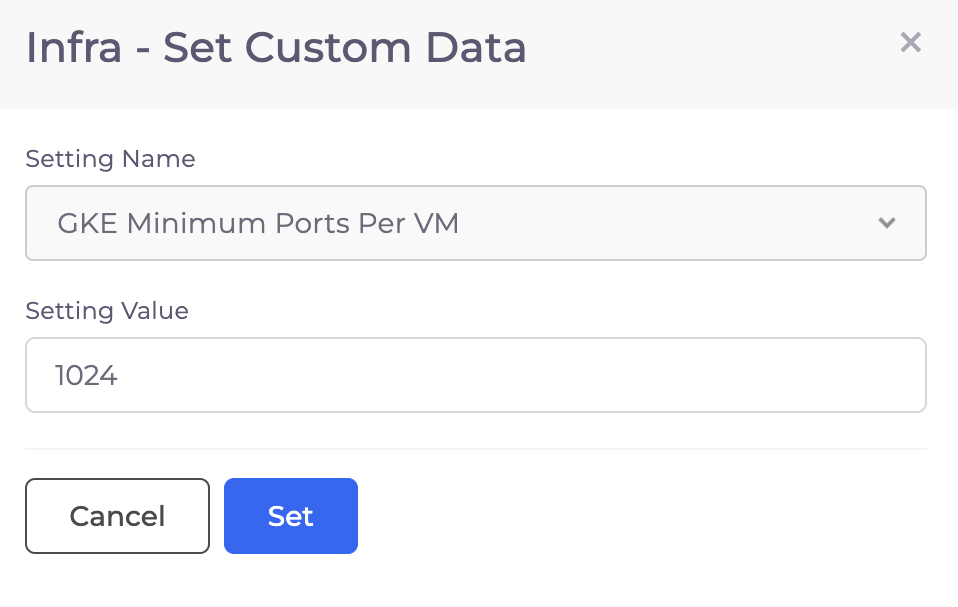 Infra - Set Custom Data
Setting Name
GKE Minimum Ports Per VM
Setting Value
1024
Cancel
Set